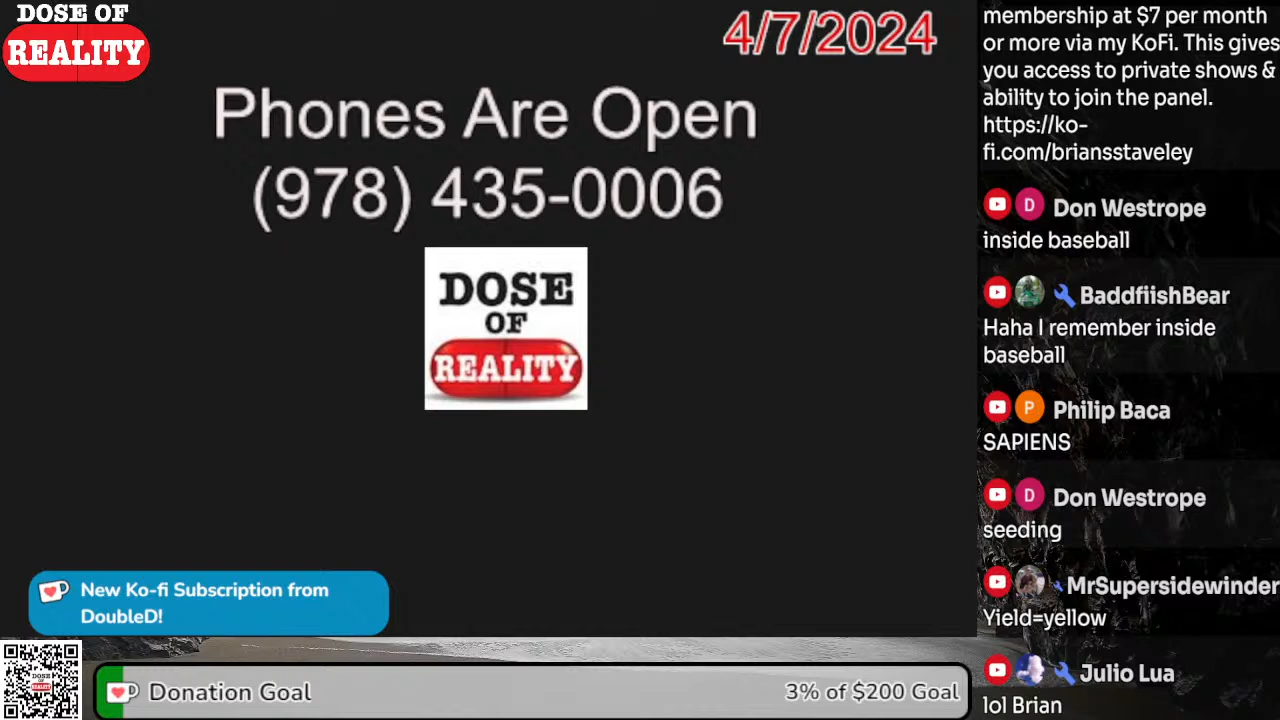 DOSE OF
REALITY
4/7/2024
Phones Are Open
(978) 435-0006
DOSE
OF
REALITY
New Ko-fi Subscription from
DoubleD!
DOSE OF
REALITY
Donation Goal
3% of $200 Goal
membership at $7 per month
or more via my KoFi. This gives
you access to private shows &
ability to join the panel.
https://ko-
fi.com/briansstaveley
D Don Westrope
inside baseball
BaddfiishBear
Haha I remember inside
baseball
P Philip Baca
SAPIENS
D Don Westrope
seeding
MrSupersidewinder
Yield=yellow
Julio Lua
lol Brian